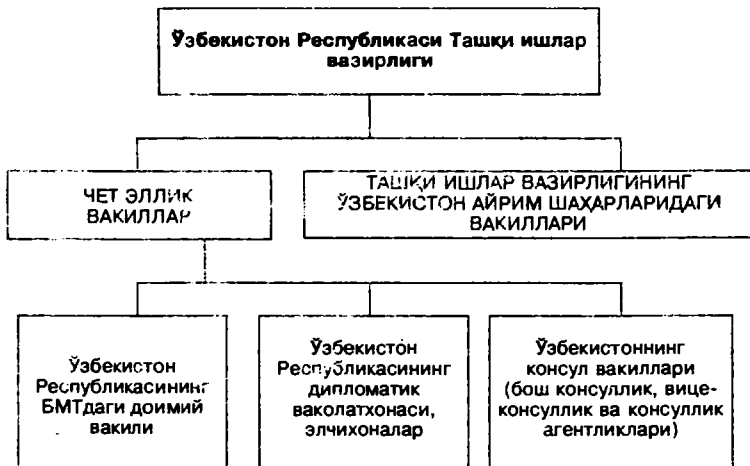 Ўзбекистон Республикаси Ташқи ишлар
вазирлиги
ЧЕТ ЭЛЛИК
ВАКИЛЛАР
ТАШҚИ ИШЛАР ВАЗИРЛИГИНИНГ
ЎЗБЕКИСТОН АЙРИМ ШАҲАРЛАРИДАГИ
ВАКИЛЛАРИ
Ўзбекистон
Республикасининг
БМТдаги доимий
вакили
Ўзбекистон
Республикасининг
дипломатик
ваколатхонаси,
элчихоналар
Ўзбекистоннинг
консул вакиллари
(бош консуллик, вице-
консуллик ва консуллик
агентликлари)